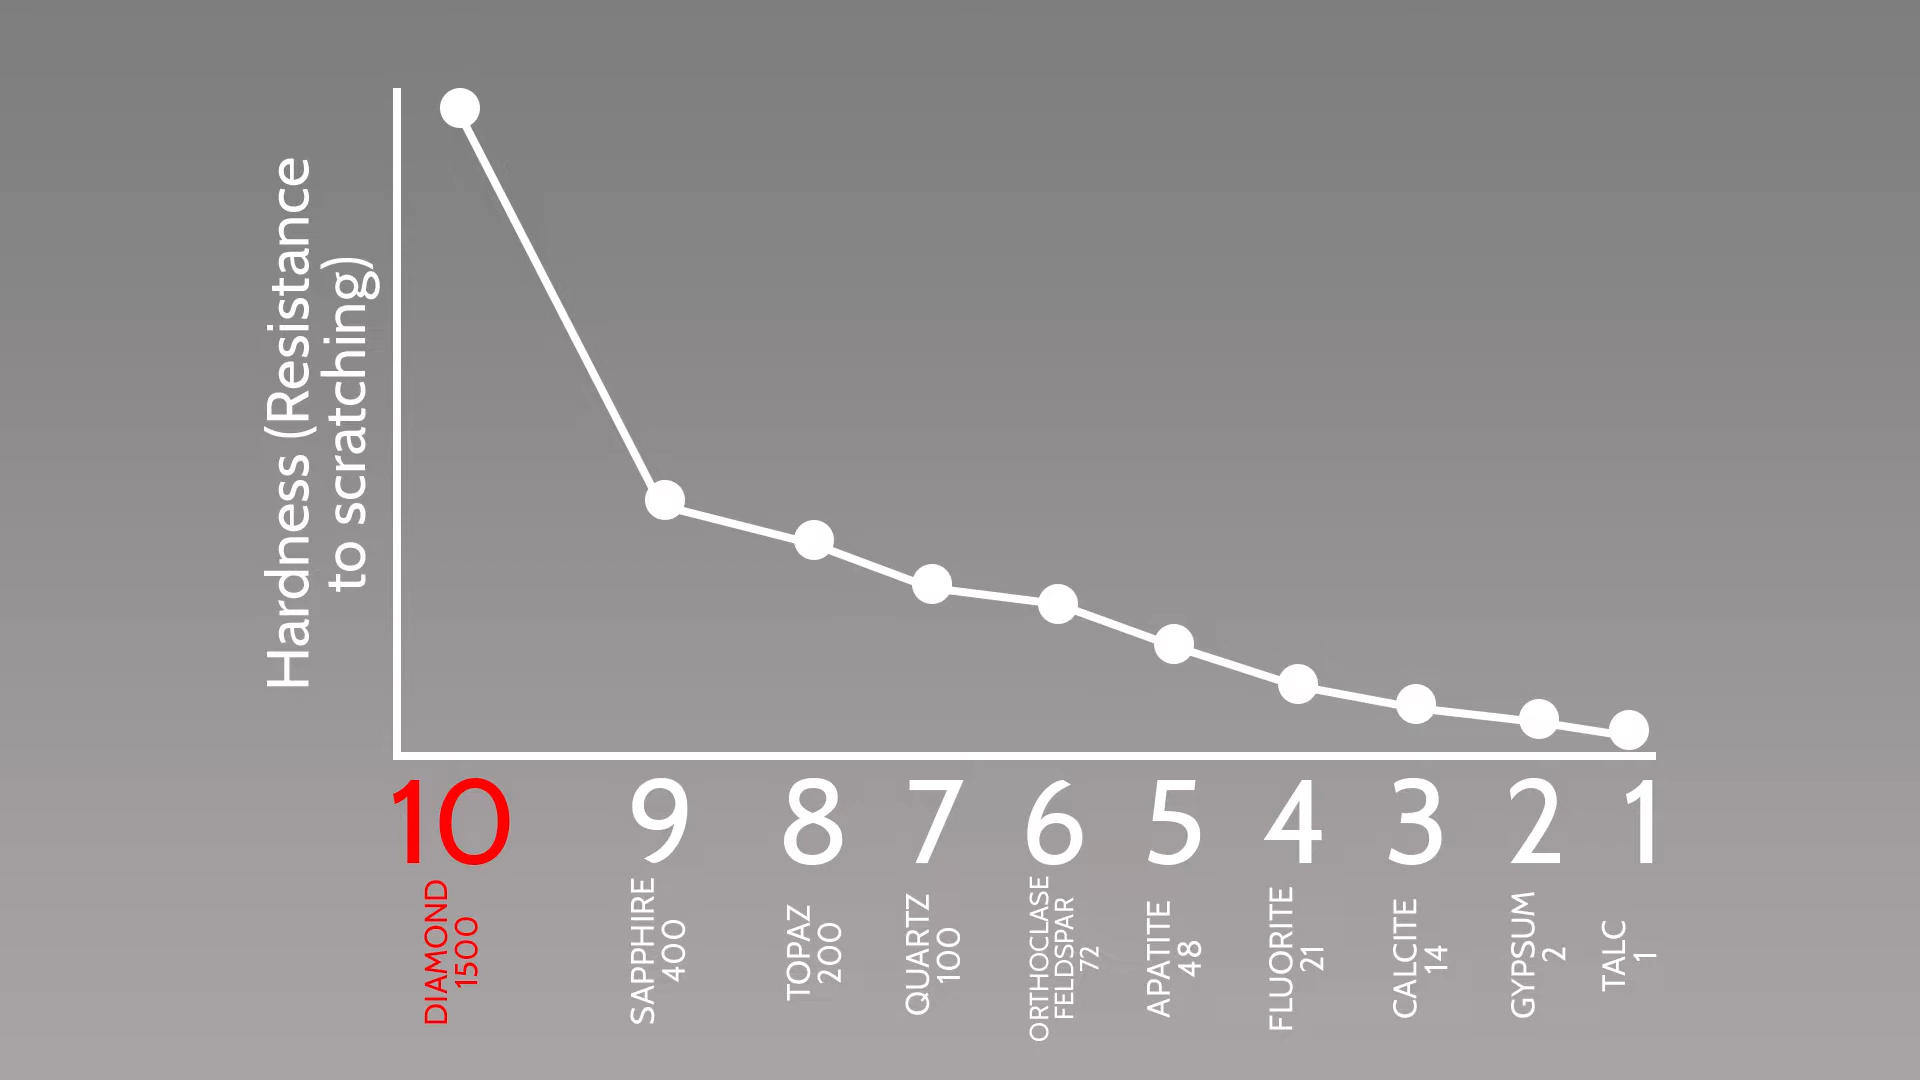 Hardness (Resistance
to scratching)
10
9
8
7
6
5
4
3
2
1
DIAMOND
1500
SAPPHIRE
400
TOPAZ
200
QUARTZ
100
ORTHOCLASE
FELDSPAR
72
APATITE
48
FLUORITE
21
CALCITE
14
GYPSUM
2
TALC
1